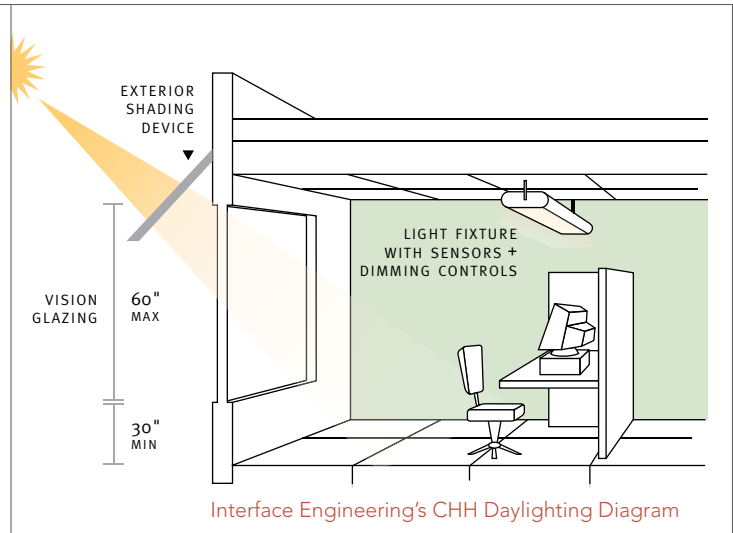 EXTERIOR
SHADING
DEVICE
LIGHT FIXTURE
WITH SENSORS +
DIMMING CONTROLS
VISION
GLAZING
60"
MAX
30"
MIN
Interface Engineering's CHH Daylighting Diagram